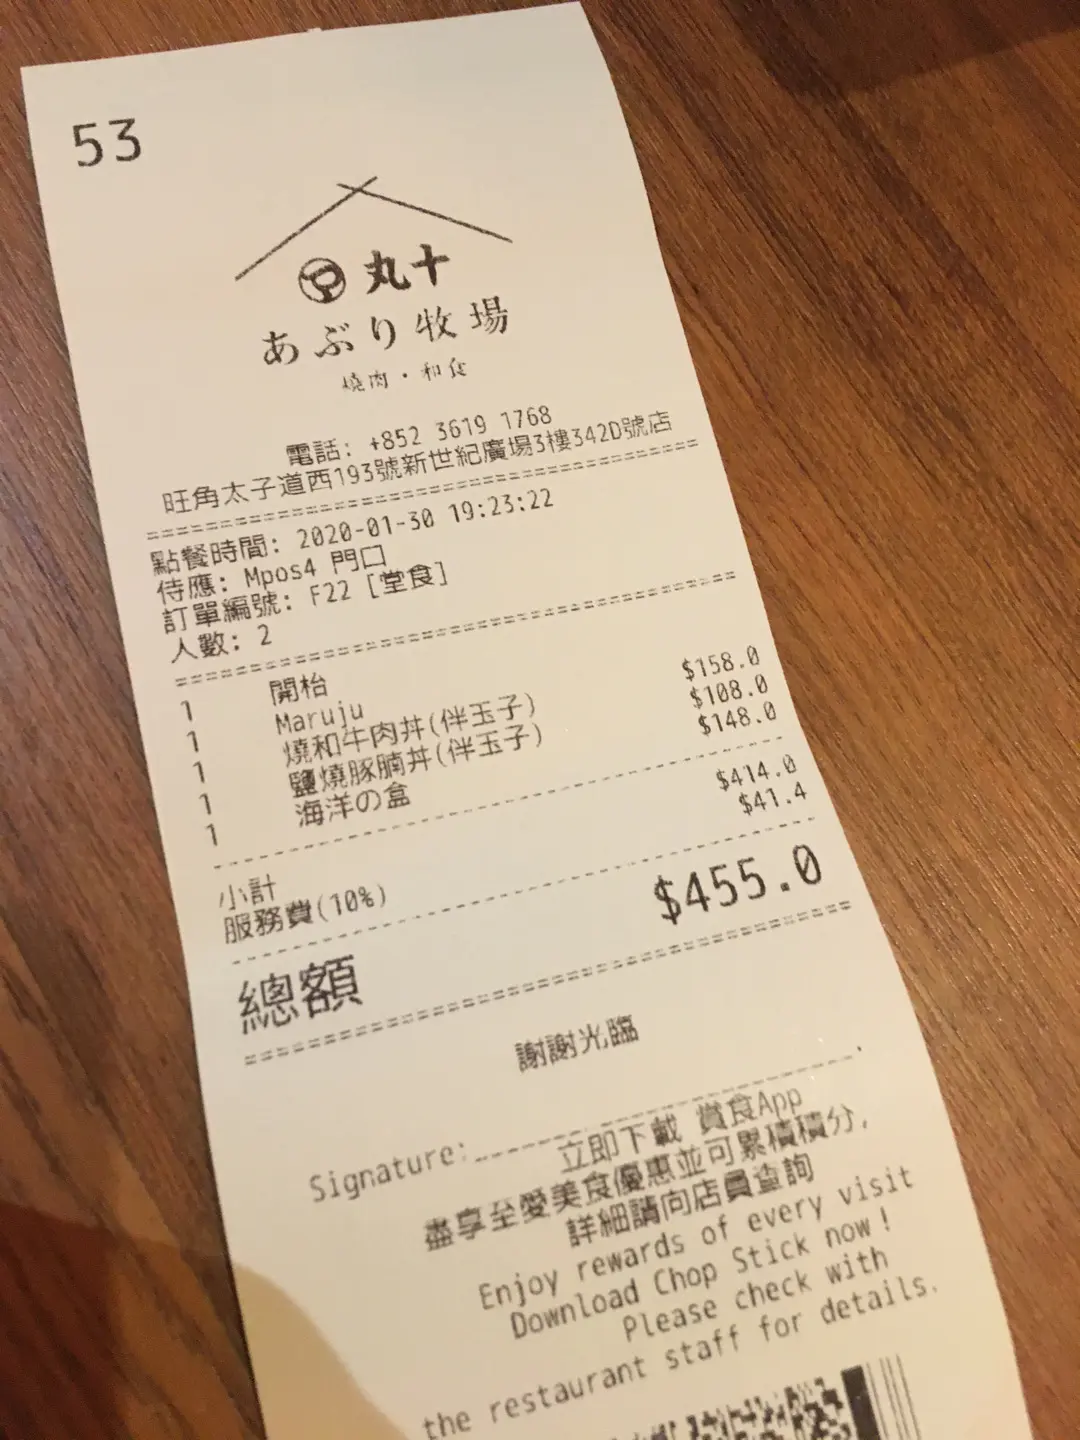 53
丸十
あぶり牧場
燒肉・和食
電話: +852 3619 1768
旺角太子道西193號新世紀廣場3樓342D號店
點餐時間: 2020-01-30 19:23:22
侍應: Mpos4 門口
訂單編號: F22 [堂食]
人數: 2
1 開枱
1 Maruju
1 燒和牛肉丼(伴玉子) $158.0
1 鹽燒豚腩丼(伴玉子) $108.0
1 海洋の盒 $148.0
小計 $414.0
服務費(10%) $41.4
總額 $455.0
謝謝光臨
Signature:
立即下載 賞食App
盡享至愛美食優惠並可累積積分,
詳細請向店員查詢
Enjoy rewards of every visit
Download Chop Stick now!
Please check with
the restaurant staff for details.